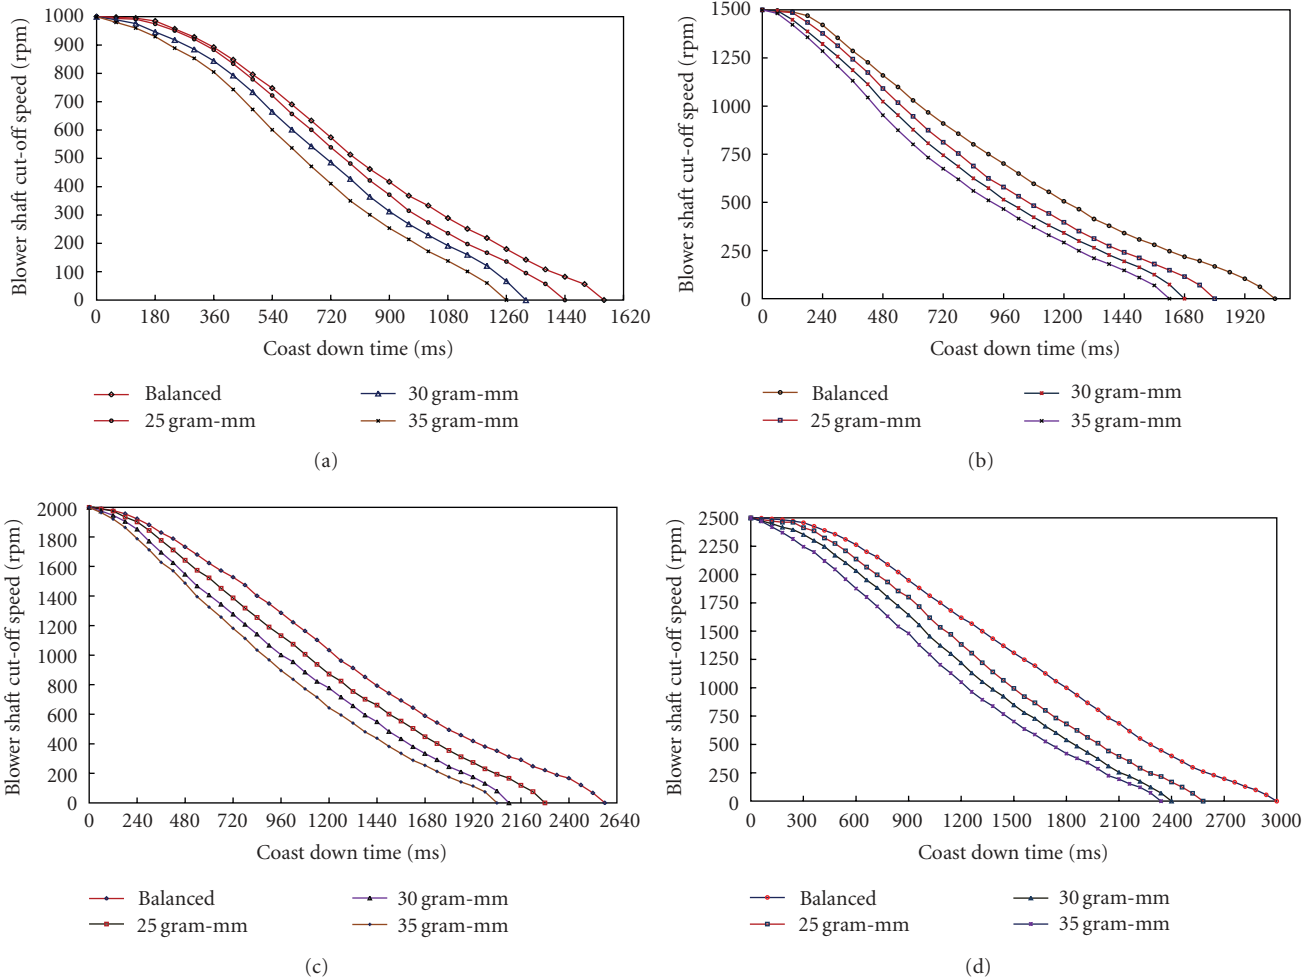 Blower shaft cut-off speed (rpm)
1000
900
800
700
600
500
400
300
200
100
0
0 180 360 540 720 900 1080 1260 1440 1620
Coast down time (ms)
Balanced 30 gram-mm
25 gram-mm 35 gram-mm
(a)
Blower shaft cut-off speed (rpm)
1500
1250
1000
750
500
250
0
0 240 480 720 960 1200 1440 1680 1920
Coast down time (ms)
Balanced 30 gram-mm
25 gram-mm 35 gram-mm
(b)
Blower shaft cut-off speed (rpm)
2000
1800
1600
1400
1200
1000
800
600
400
200
0
0 240 480 720 960 1200 1440 1680 1920 2160 2400 2640
Coast down time (ms)
Balanced 30 gram-mm
25 gram-mm 35 gram-mm
(c)
Blower shaft cut-off speed (rpm)
2500
2250
2000
1750
1500
1250
1000
750
500
250
0
0 300 600 900 1200 1500 1800 2100 2400 2700 3000
Coast down time (ms)
Balanced 30 gram-mm
25 gram-mm 35 gram-mm
(d)